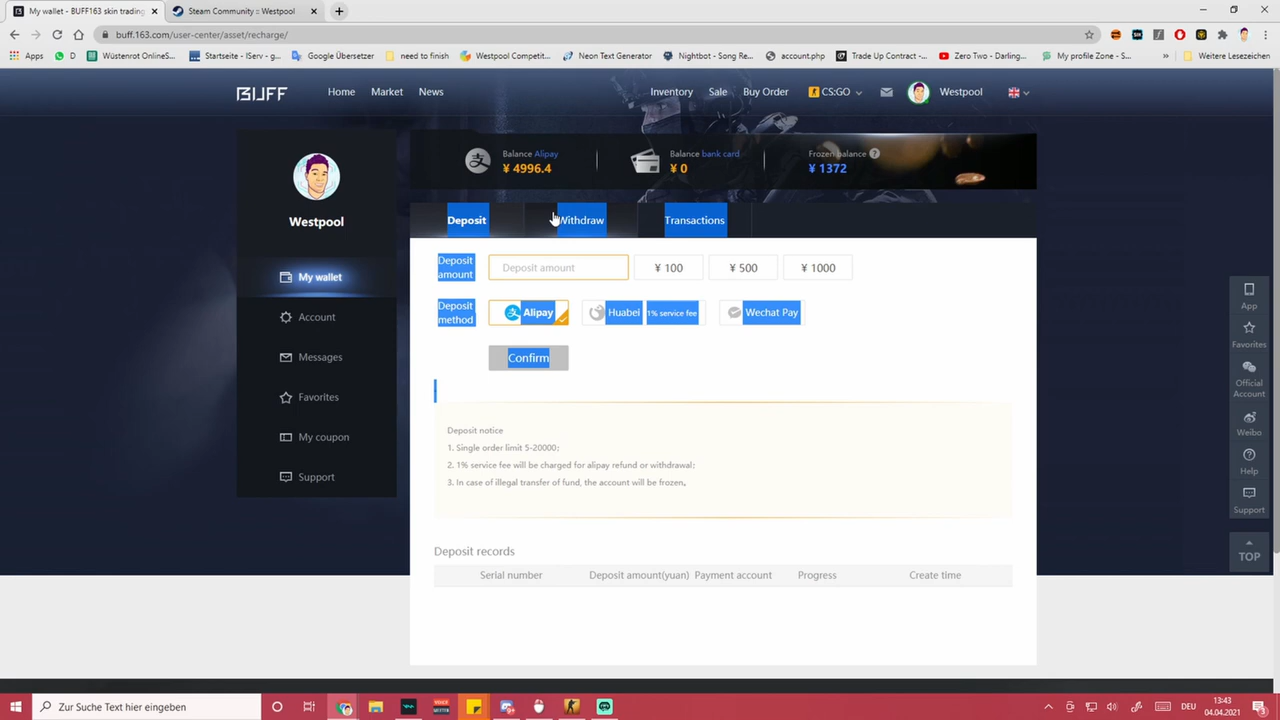 My wallet - BUFF163 skin trading
Steam Community :: Westpool
buff.163.com/user-center/asset/recharge/
Apps
D
Wüstenrot OnlineS...
Startseite - IServ - g...
Google Übersetzer
need to finish
Westpool Competit...
Neon Text Generator
Nightbot - Song Re...
account.php
Trade Up Contract -...
Zero Two - Darling...
My profile Zone - S...
»
Weitere Lesezeichen
BUFF
Home
Market
News
Inventory
Sale
Buy Order
CS:GO
Westpool
Westpool
My wallet
Account
Messages
Favorites
My coupon
Support
Balance Alipay
¥ 4996.4
Balance bank card
¥ 0
Frozen balance ?
¥ 1372
Deposit
Withdraw
Transactions
Deposit
amount
Deposit amount
¥ 100
¥ 500
¥ 1000
Deposit
method
支 Alipay
Huabei
1% service fee
Wechat Pay
Confirm
Deposit notice
1. Single order limit 5-20000;
2. 1% service fee will be charged for alipay refund or withdrawal;
3. In case of illegal transfer of fund, the account will be frozen。
Deposit records
Serial number
Deposit amount(yuan)
Payment account
Progress
Create time
App
Favorites
Official
Account
Weibo
Help
Support
TOP
Zur Suche Text hier eingeben
DEU
13:43
04.04.2021